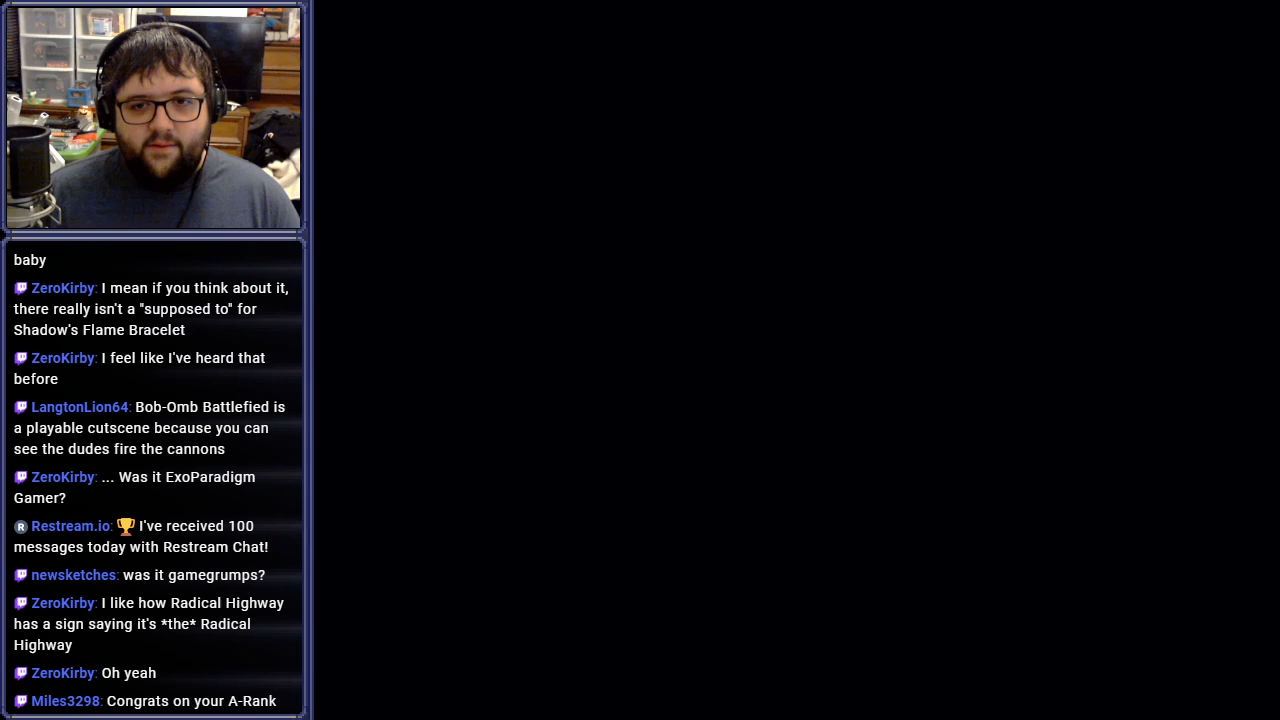 baby
ZeroKirby: I mean if you think about it,
there really isn't a "supposed to" for
Shadow's Flame Bracelet
ZeroKirby: I feel like I've heard that
before
LangtonLion64: Bob-Omb Battlefied is
a playable cutscene because you can
see the dudes fire the cannons
ZeroKirby: ... Was it ExoParadigm
Gamer?
R Restream.io: 🏆 I've received 100
messages today with Restream Chat!
newsketches: was it gamegrumps?
ZeroKirby: I like how Radical Highway
has a sign saying it's *the* Radical
Highway
ZeroKirby: Oh yeah
Miles3298: Congrats on your A-Rank